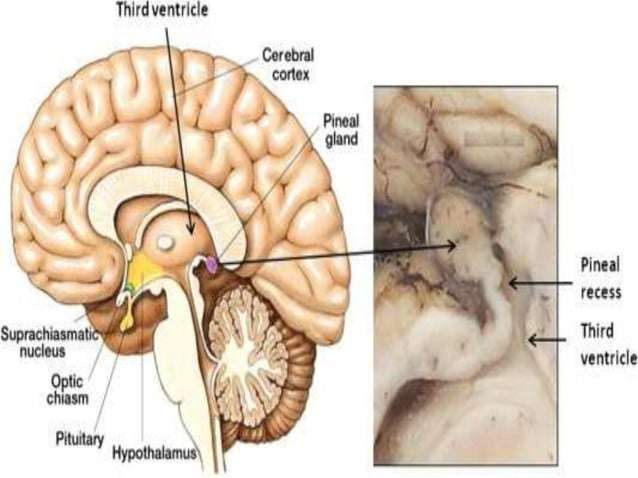 Third ventricle
Cerebral
cortex
Pineal
gland
Pineal
recess
Third
ventricle
Suprachiasmatic
nucleus
Optic
chiasm
Pituitary
Hypothalamus